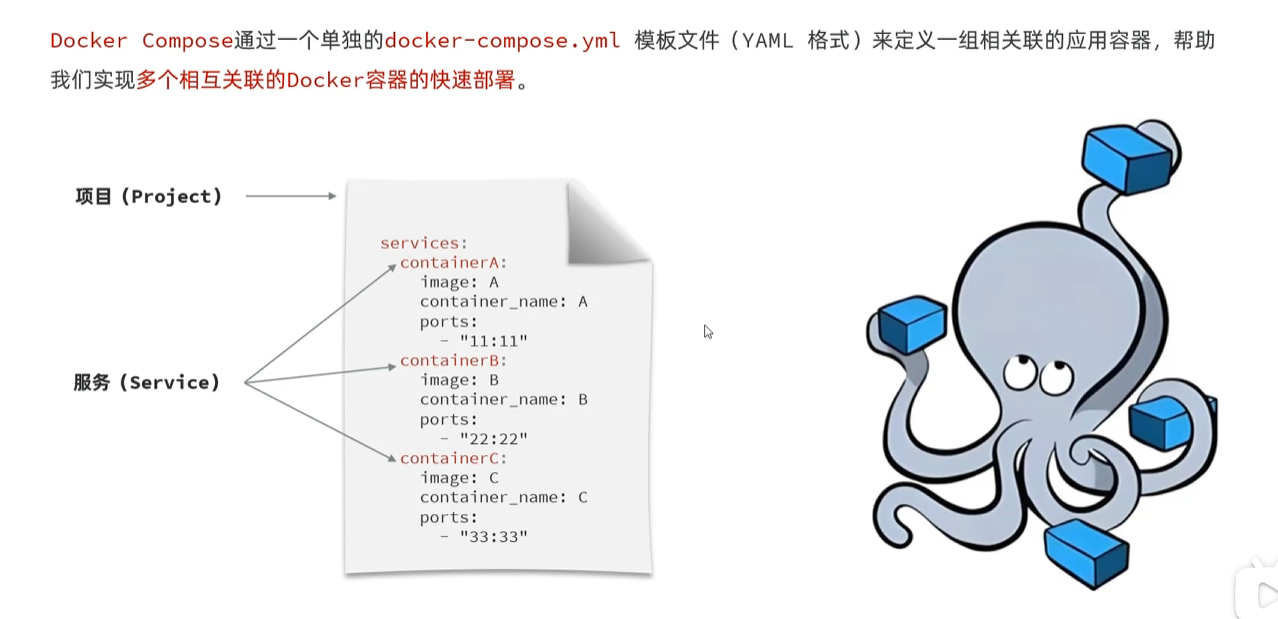 Docker Compose通过一个单独的docker-compose.yml 模板文件（YAML 格式）来定义一组相关联的应用容器，帮助
我们实现多个相互关联的Docker容器的快速部署。
项目（Project）
services:
containerA:
image: A
container_name: A
ports:
- "11:11"
containerB:
image: B
container_name: B
ports:
- "22:22"
containerC:
image: C
container_name: C
ports:
- "33:33"
服务（Service）